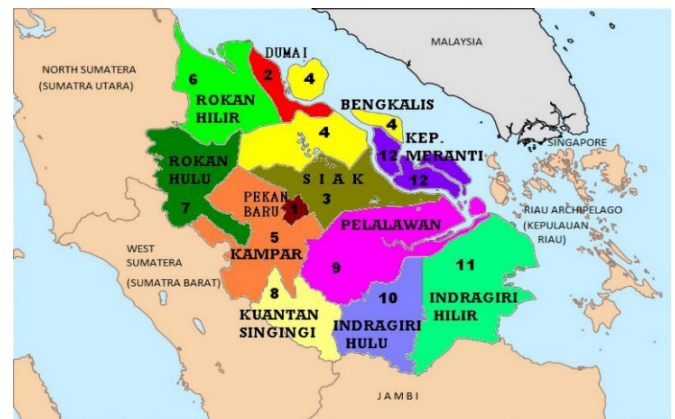 DUMAI
MALAYSIA
NORTH SUMATERA
(SUMATRA UTARA)
6
2
4
ROKAN
HILIR
BENGKALIS
4
4
KEP.
MERANTI
SINGAPORE
12
12
ROKAN
HULU
7
SIAK
3
PEKAN
BARU
1
PELALAWAN
RIAU ARCHIPELAGO
(KEPULAUAN
RIAU)
WEST
SUMATERA
(SUMATRA BARAT)
5
KAMPAR
9
11
8
KUANTAN
SINGINGI
10
INDRAGIRI
HULU
INDRAGIRI
HILIR
JAMBI